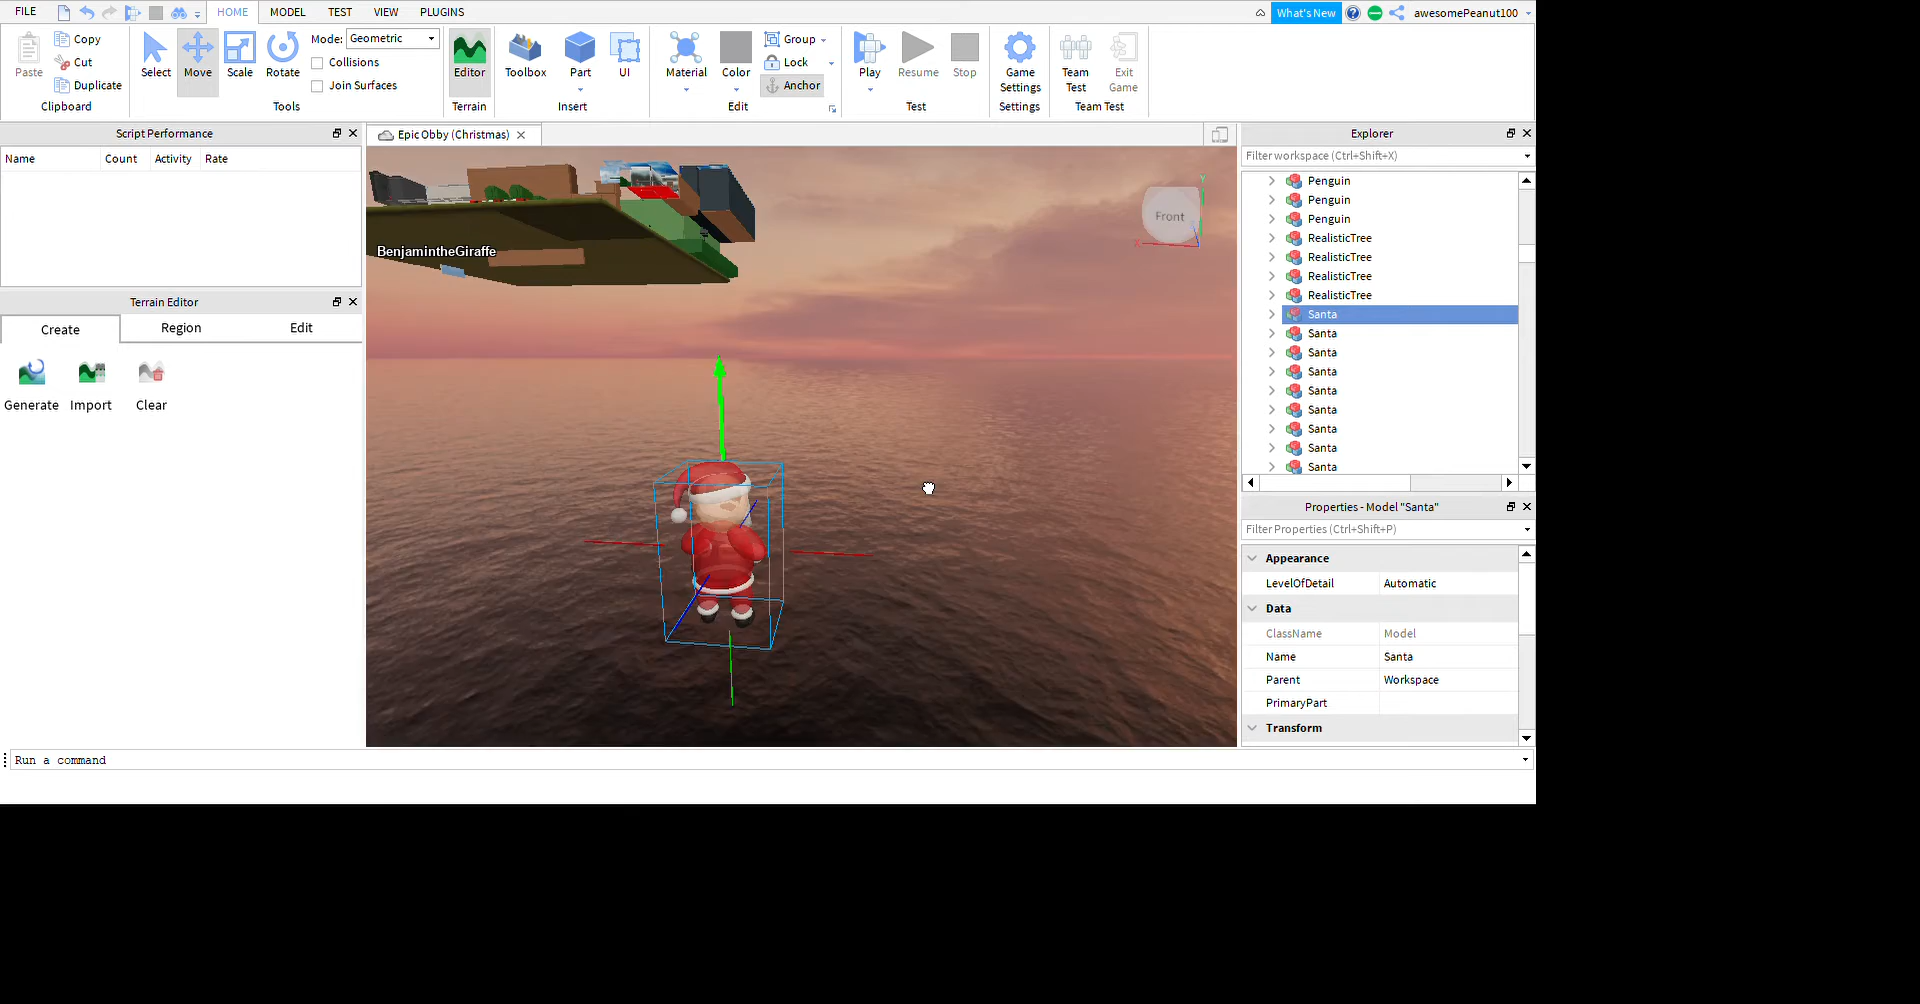 FILE HOME MODEL TEST VIEW PLUGINS What's New awesomePeanut100
Paste Copy Cut Duplicate Clipboard
Select Move Scale Rotate Mode: Geometric Collisions Join Surfaces Tools
Editor Terrain
Toolbox Part UI Insert
Material Color Group Lock Anchor Edit
Play Resume Stop Test
Game Settings Settings
Team Test Exit Game Team Test
Script Performance
Name Count Activity Rate
Terrain Editor
Create Region Edit
Generate Import Clear
Epic Obby (Christmas)
BenjamintheGiraffe
Front
Y
X
Explorer
Filter workspace (Ctrl+Shift+X)
Penguin
Penguin
Penguin
RealisticTree
RealisticTree
RealisticTree
RealisticTree
Santa
Santa
Santa
Santa
Santa
Santa
Santa
Santa
Santa
Properties - Model "Santa"
Filter Properties (Ctrl+Shift+P)
Appearance
LevelOfDetail Automatic
Data
ClassName Model
Name Santa
Parent Workspace
PrimaryPart
Transform
Run a command